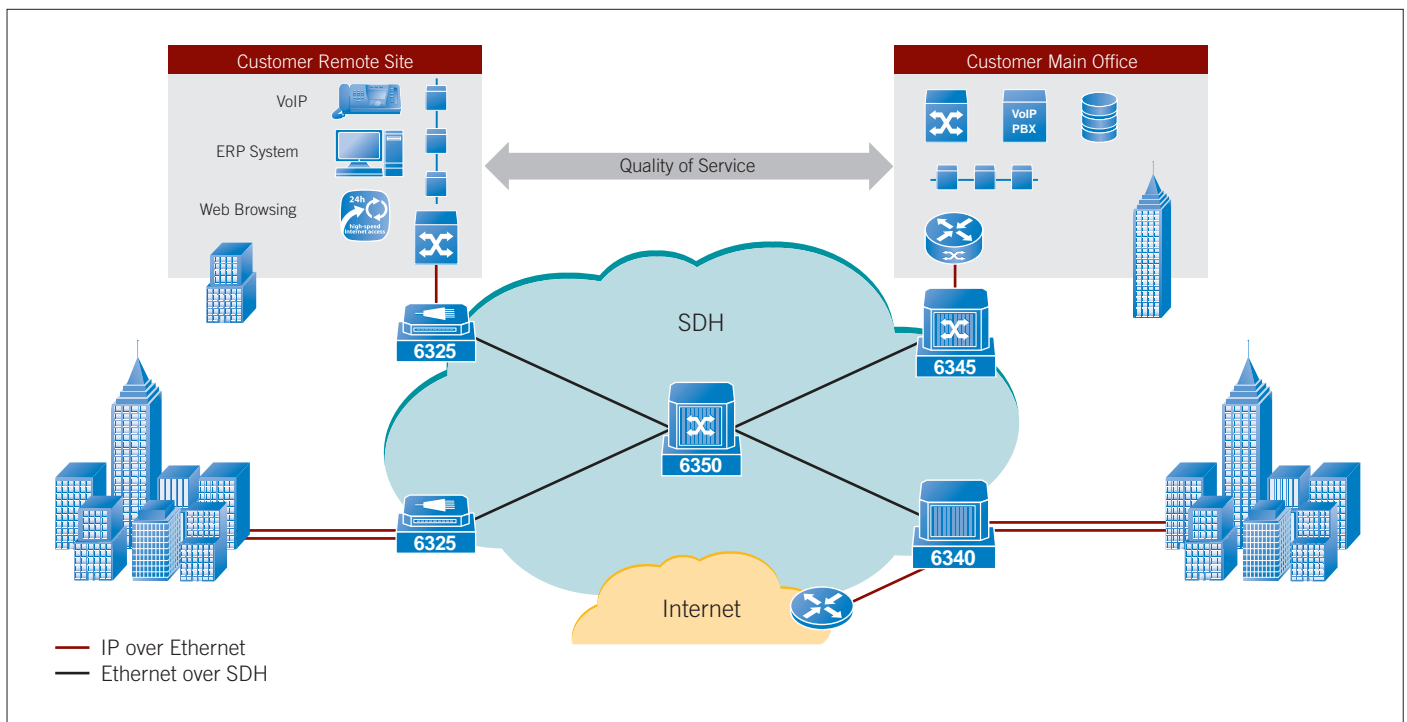 Customer Remote Site
Customer Main Office
VoIP
ERP System
Web Browsing
24h
high-speed
internet access
Quality of Service
VoIP
PBX
SDH
6325
6345
6350
6325
6340
Internet
IP over Ethernet
Ethernet over SDH